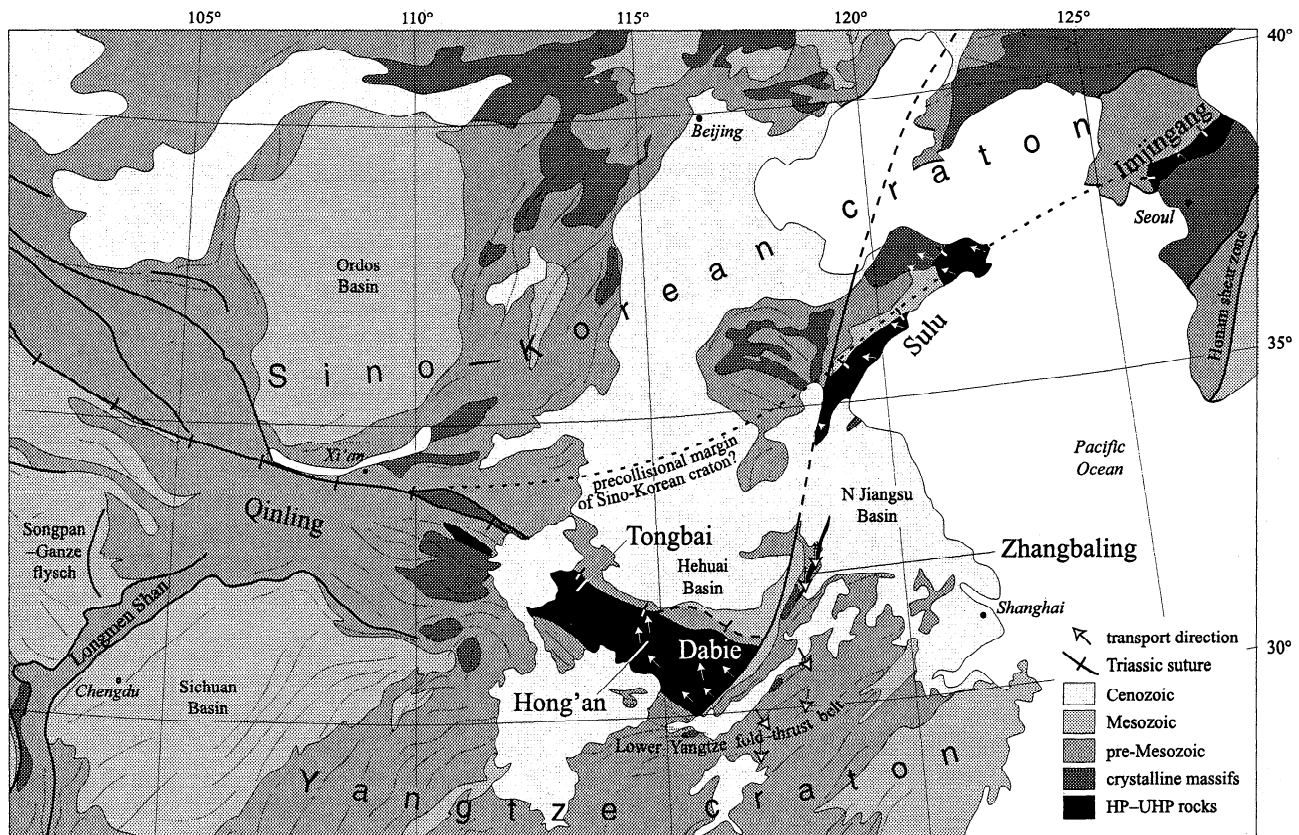 105°
110°
115°
120°
125°
40°
Beijing
Imjingang
Seoul
Honam shear zone
Ordos
Basin
Sino–Korean craton
Sulu
35°
Xi'an
precollisional margin
of Sino-Korean craton?
Pacific
Ocean
Qinling
N Jiangsu
Basin
Songpan
–Ganze
flysch
Tongbai
Hehuai
Basin
Zhangbaling
Shanghai
Longmen Shan
Dabie
30°
Chengdu
Sichuan
Basin
Hong'an
Lower Yangtze fold-thrust belt
Yangtze craton
transport direction
Triassic suture
Cenozoic
Mesozoic
pre-Mesozoic
crystalline massifs
HP–UHP rocks